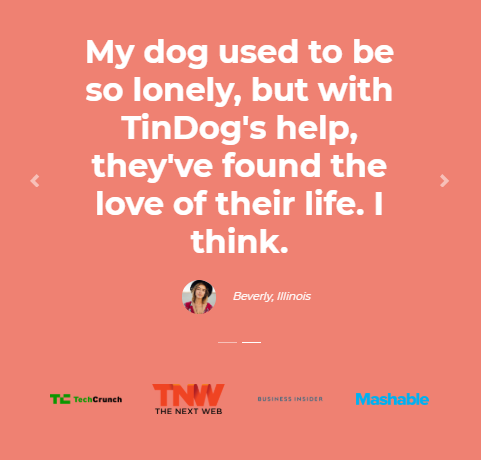 My dog used to be
so lonely, but with
TinDog's help,
they've found the
love of their life. I
think.
Beverly, Illinois
TC TechCrunch
TNW
THE NEXT WEB
BUSINESS INSIDER
Mashable